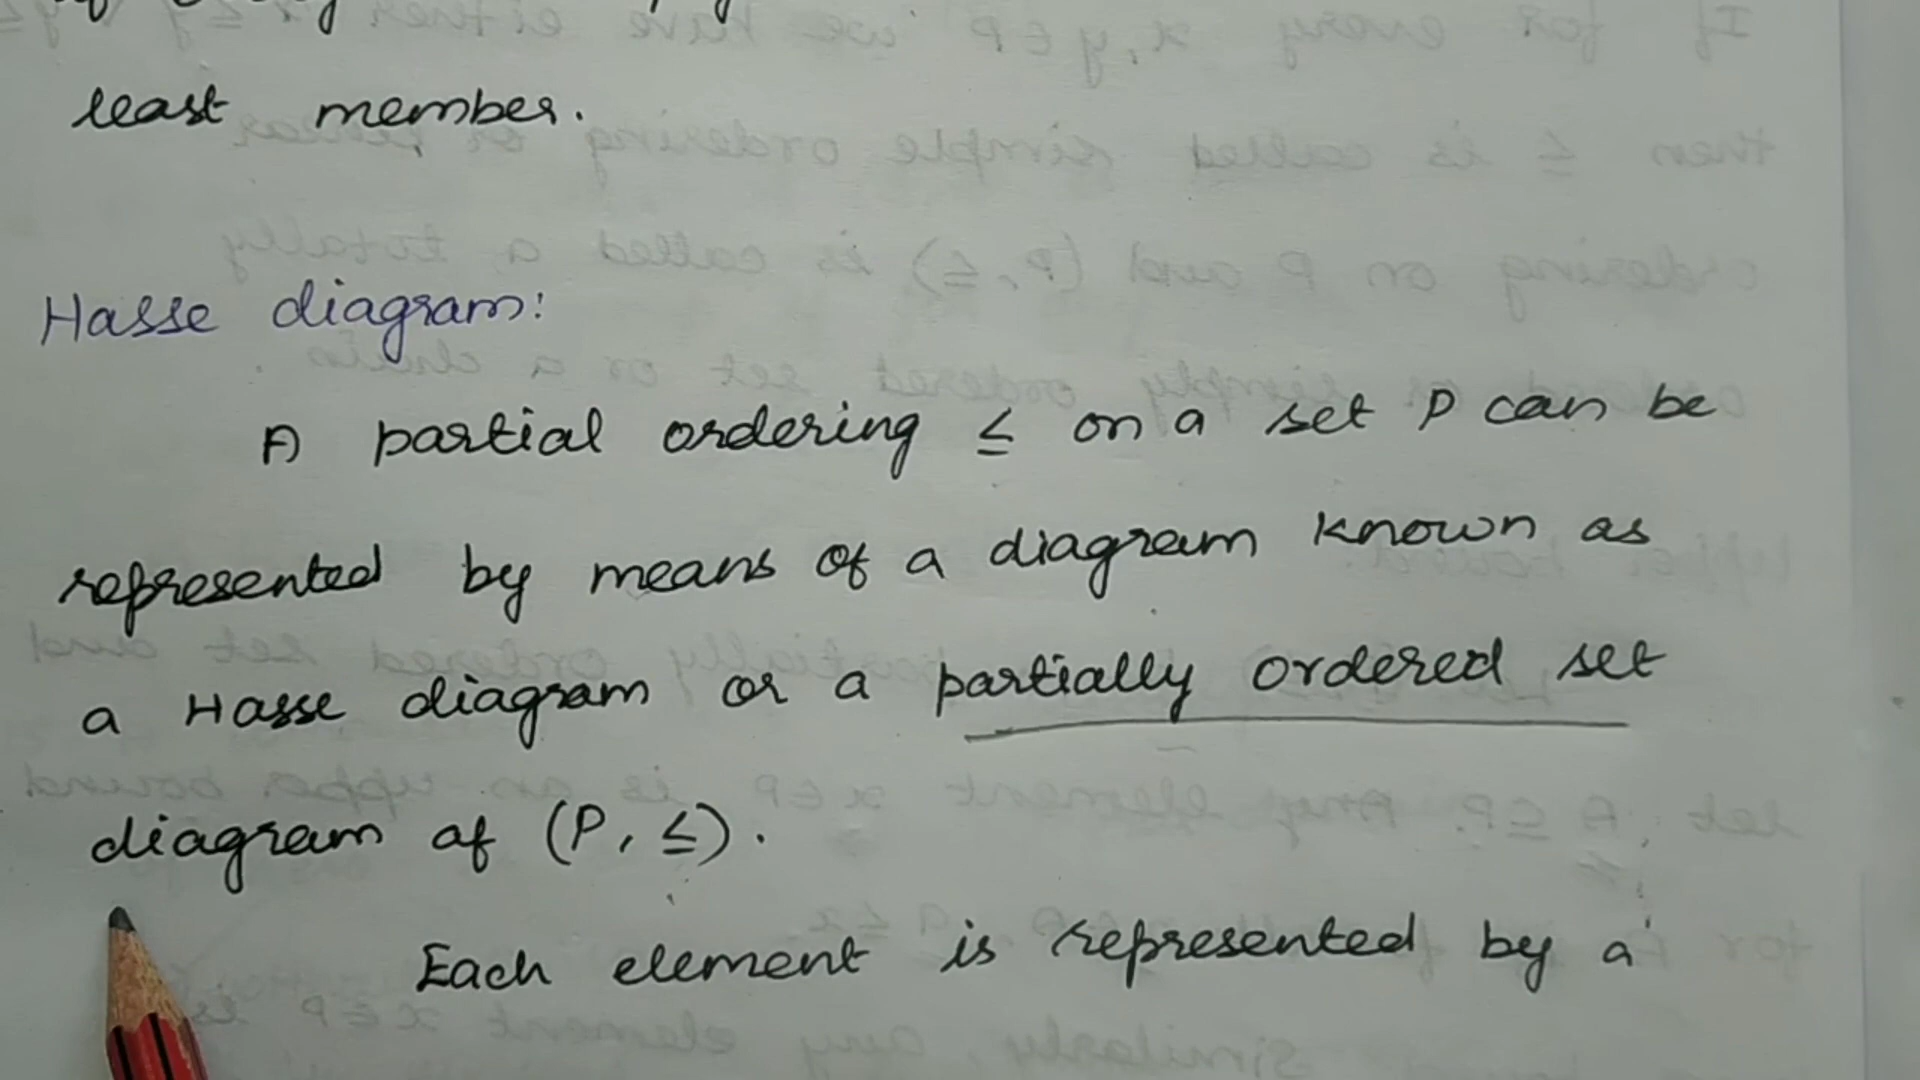 least member.
Hasse diagram:
A partial ordering ≤ on a set P can be
represented by means of a diagram known as
a Hasse diagram or a partially ordered set
diagram of (P, ≤).
Each element is represented by a